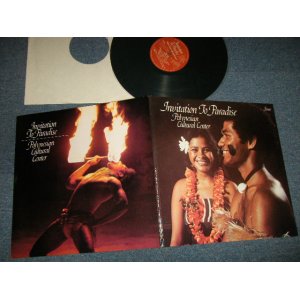 Invitation To Paradise
Polynesian
Cultural Center
Invitation
To Paradise
Polynesian
Cultural
Center